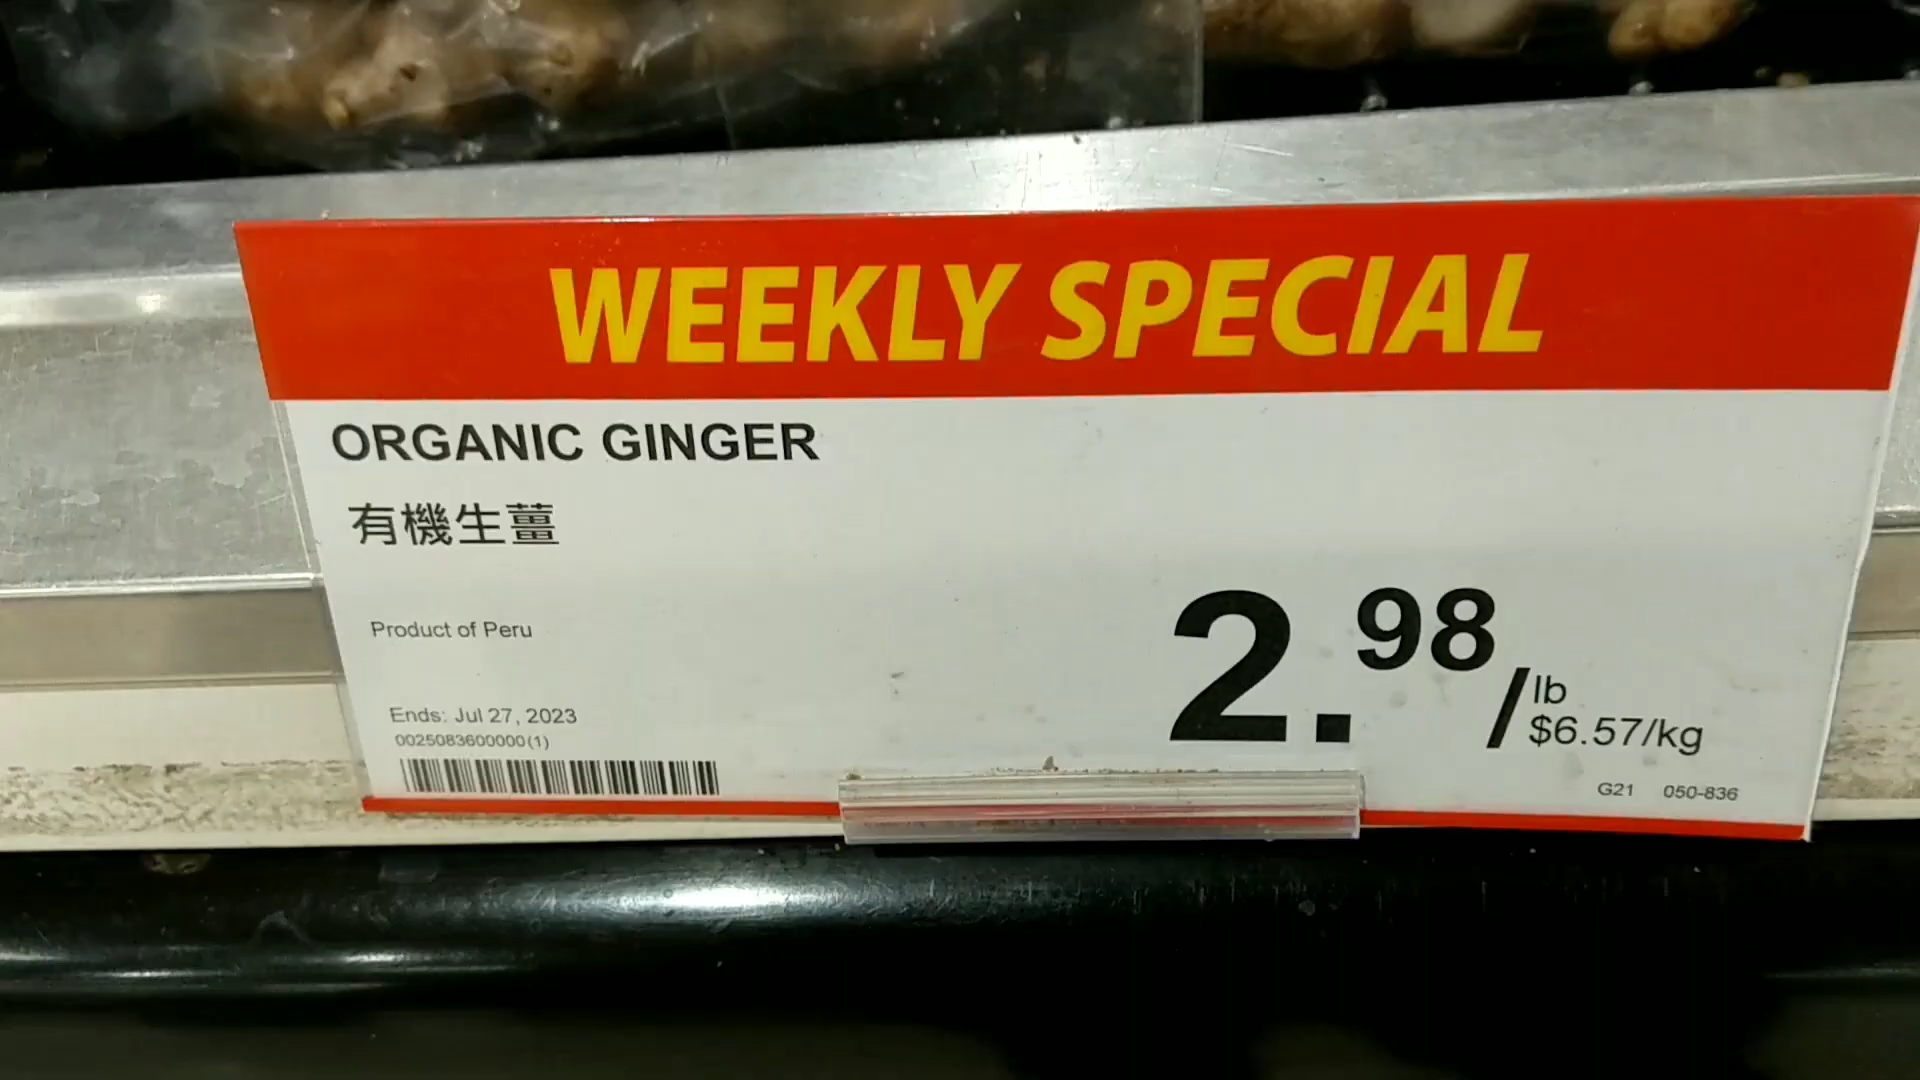 WEEKLY SPECIAL
ORGANIC GINGER
有機生薑
Product of Peru
2.98/lb
$6.57/kg
Ends: Jul 27, 2023
0025083600000(1)
G21 050-836